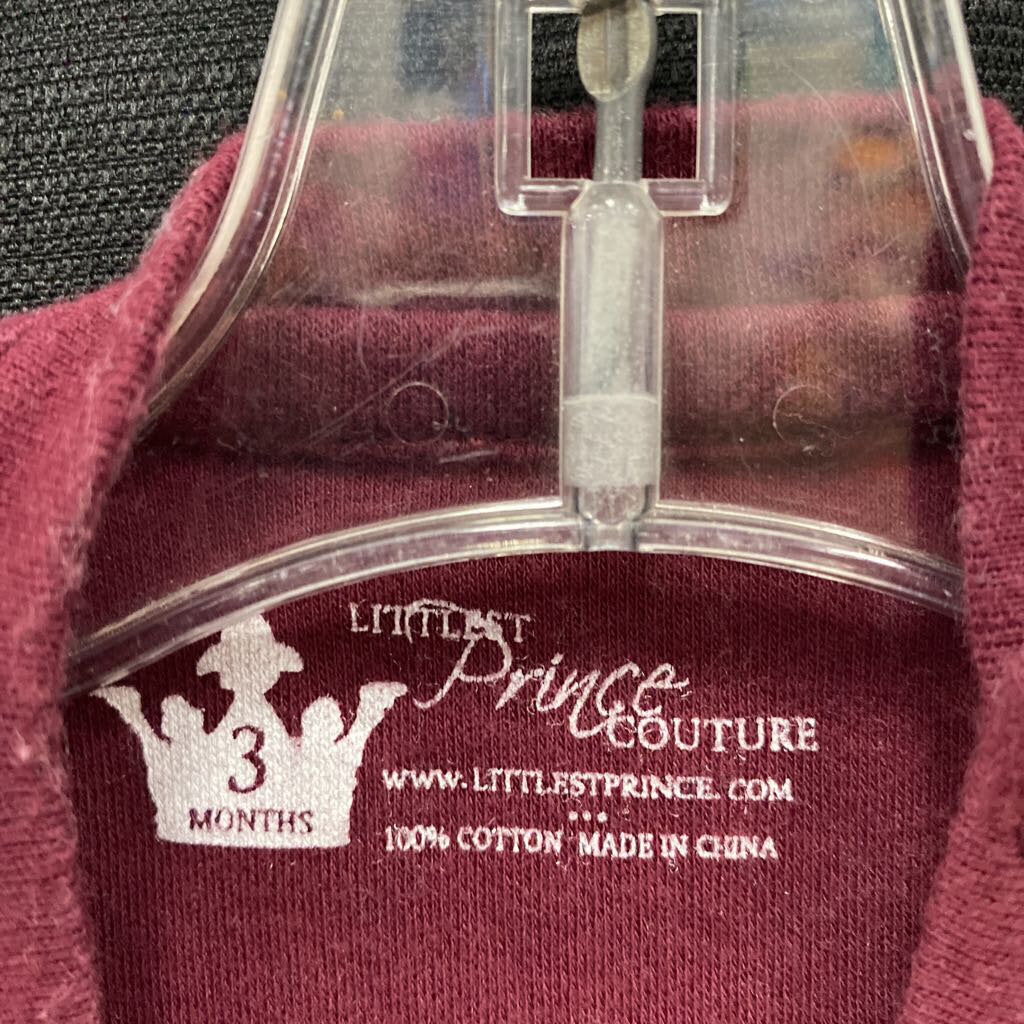 3
MONTHS
LITTLEST
Prince
COUTURE
WWW.LITTLESTPRINCE.COM
...
100% COTTON MADE IN CHINA